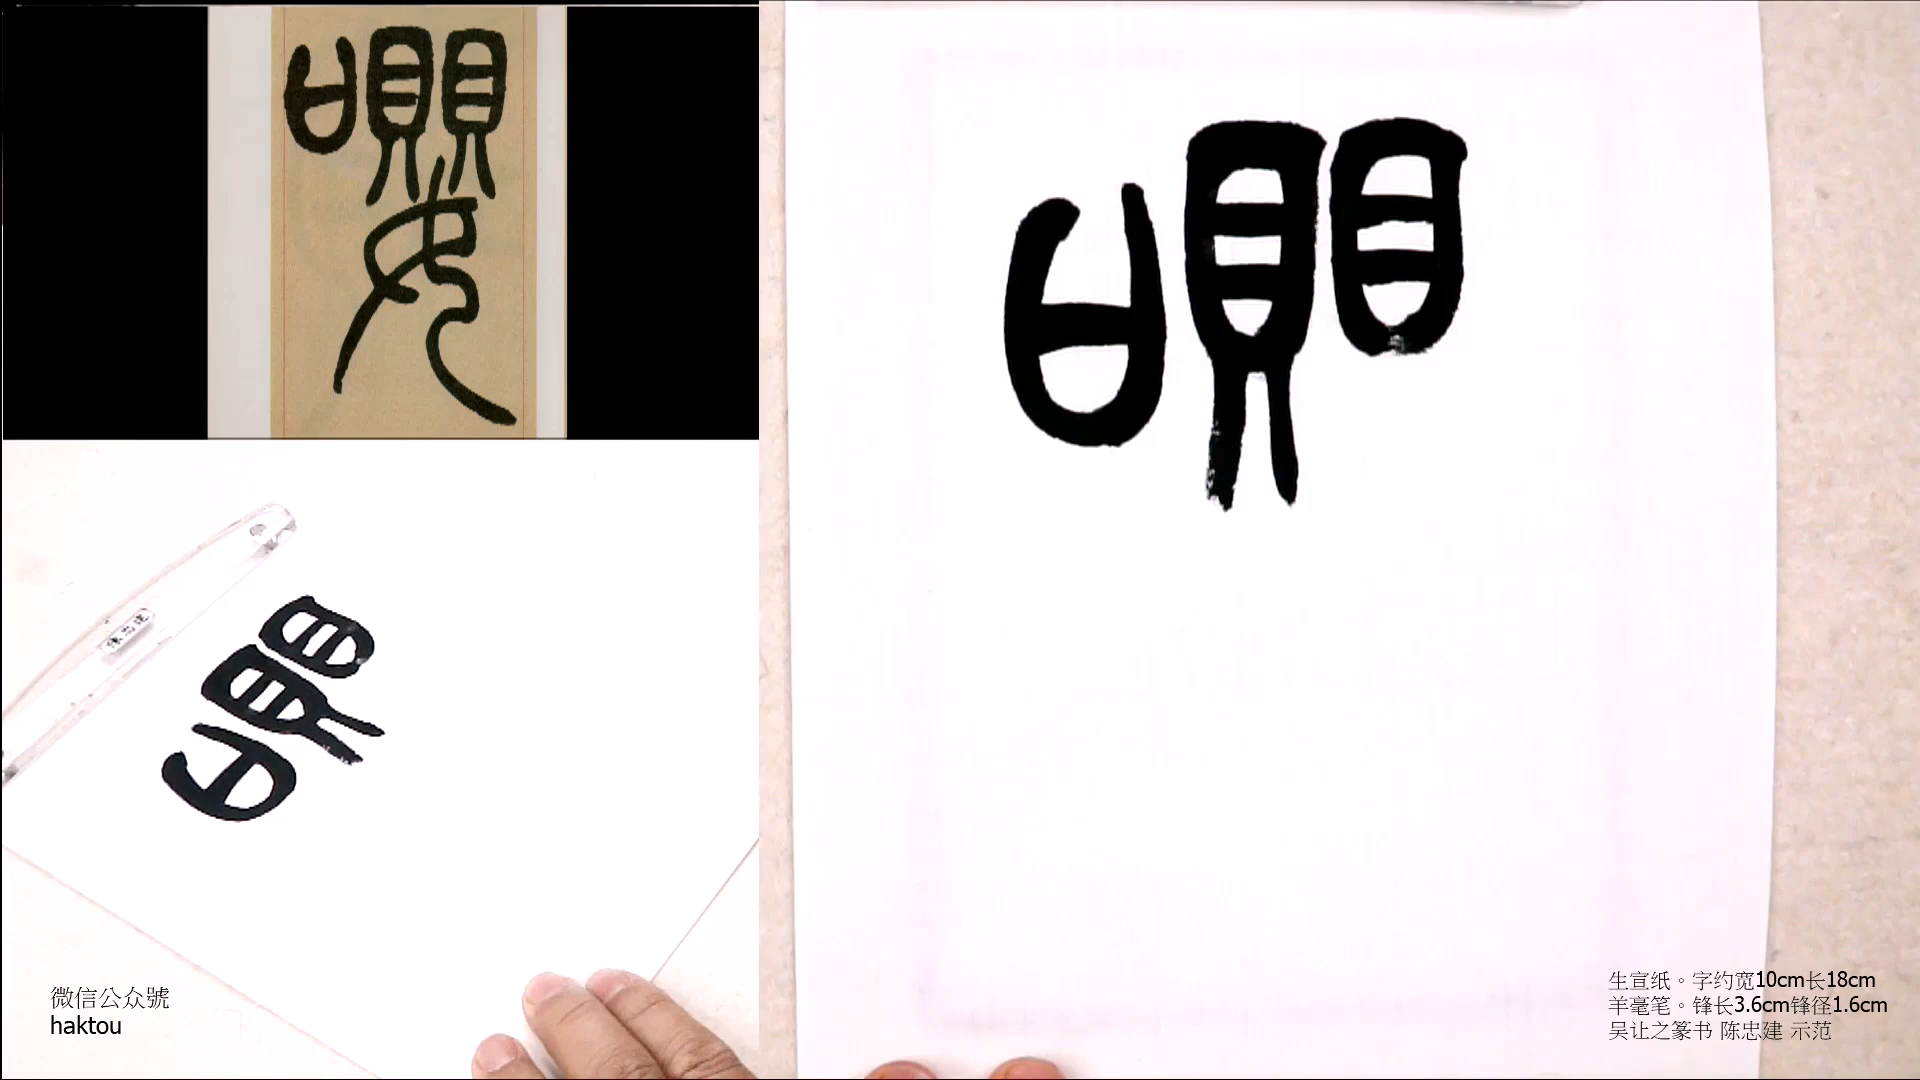 嚶
微信公众號
haktou
生宣纸。字约宽10cm长18cm
羊毫笔。锋长3.6cm锋径1.6cm
吴让之篆书 陈忠建 示范